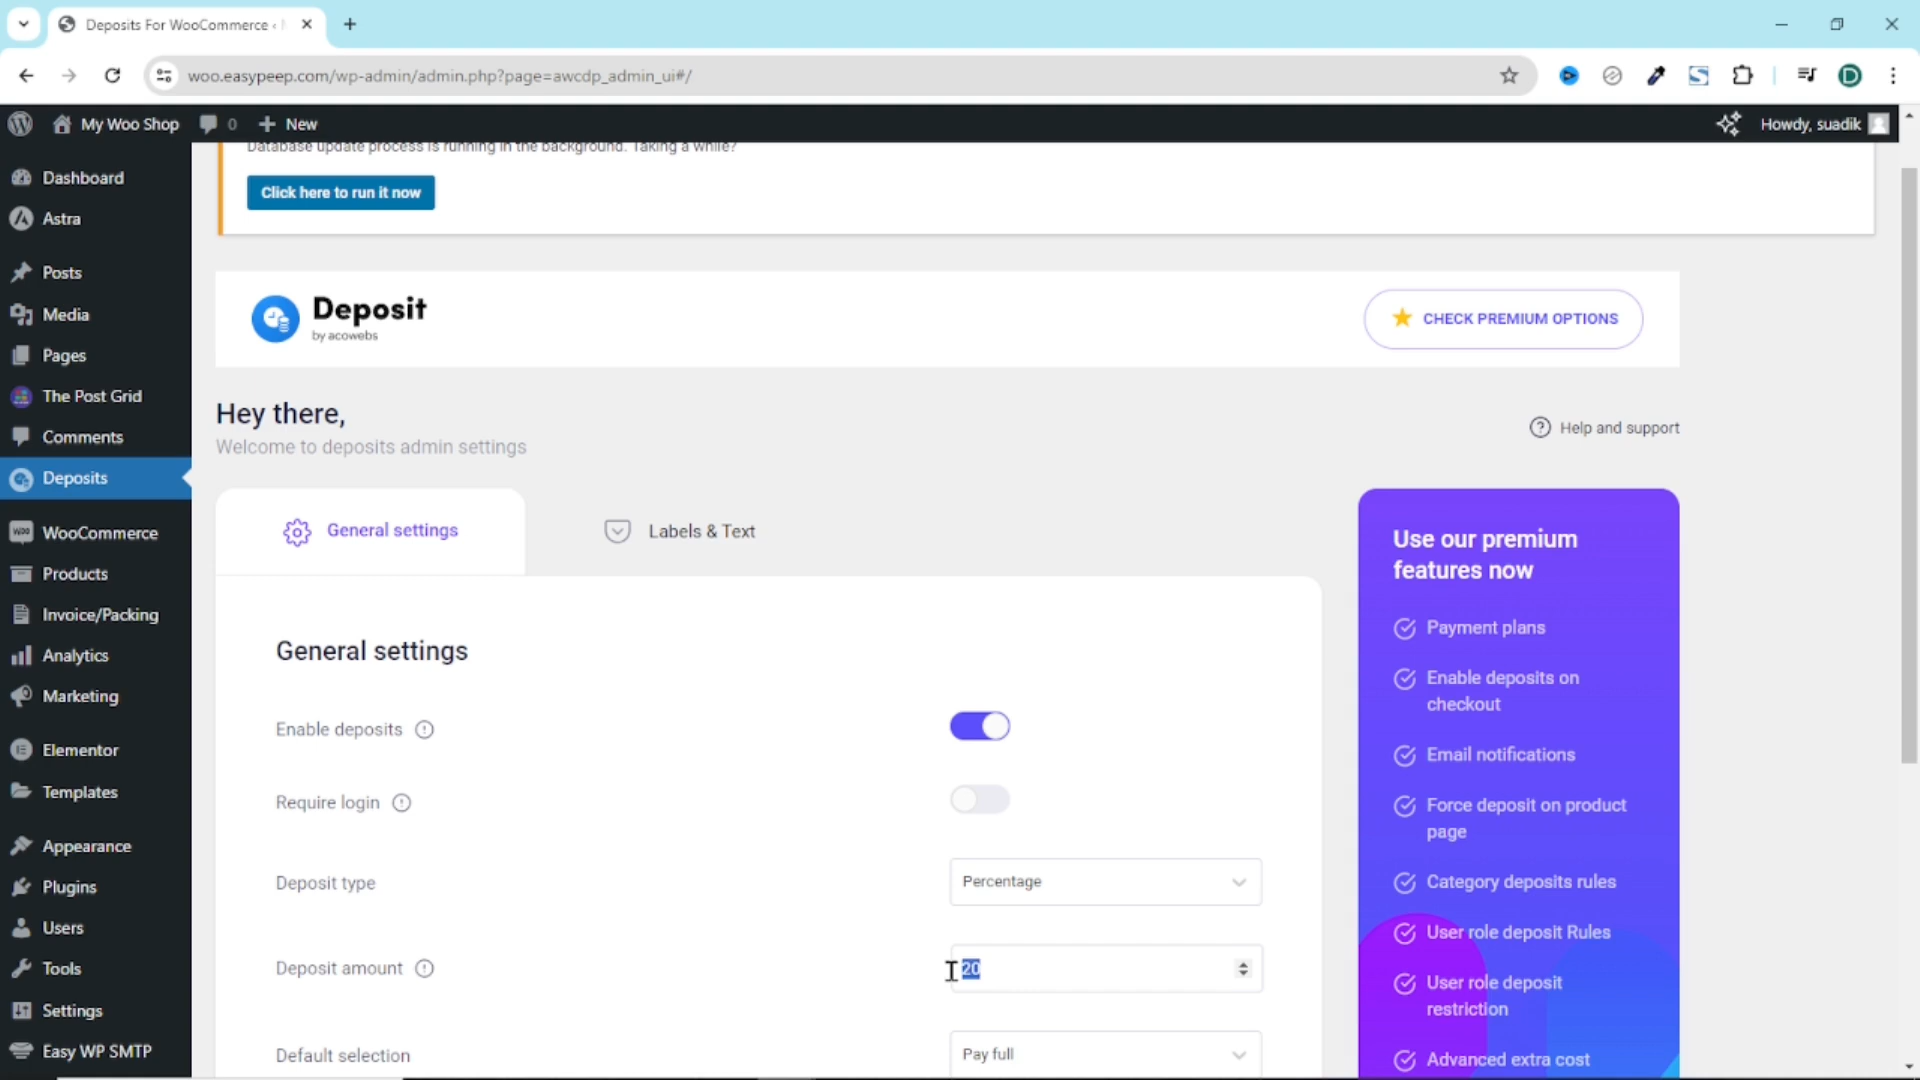 Deposits For WooCommerce ‹
woo.easypeep.com/wp-admin/admin.php?page=awcdp_admin_ui#/
D
My Woo Shop
0
New
Howdy, suadik
Dashboard
Astra
Posts
Media
Pages
The Post Grid
Comments
Deposits
WooCommerce
Products
Invoice/Packing
Analytics
Marketing
Elementor
Templates
Appearance
Plugins
Users
Tools
Settings
Easy WP SMTP
Database update process is running in the background. Taking a while?
Click here to run it now
Deposit
by acowebs
CHECK PREMIUM OPTIONS
Hey there,
Welcome to deposits admin settings
Help and support
General settings
Labels & Text
General settings
Enable deposits
Require login
Deposit type
Percentage
Deposit amount
20
Default selection
Pay full
Use our premium
features now
Payment plans
Enable deposits on
checkout
Email notifications
Force deposit on product
page
Category deposits rules
User role deposit Rules
User role deposit
restriction
Advanced extra cost